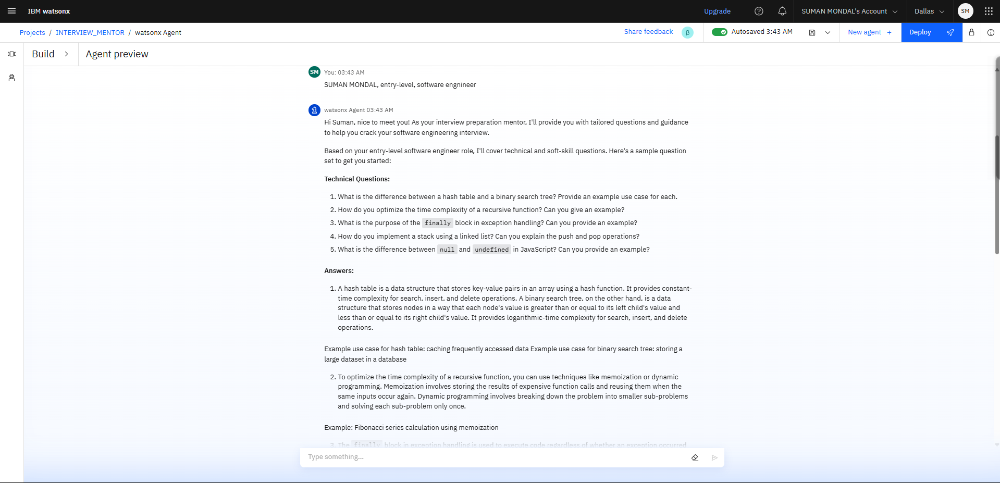 IBM watsonx
Upgrade
SUMAN MONDAL's Account
Dallas
SM
Projects / INTERVIEW_MENTOR / watsonx Agent
Share feedback
β
Autosaved 3:43 AM
New agent +
Deploy
Build
Agent preview
SM
You: 03:43 AM
SUMAN MONDAL, entry-level, software engnineer
watsonx Agent 03:43 AM
Hi Suman, nice to meet you! As your interview preparation mentor, I'll provide you with tailored questions and guidance
to help you crack your software engineering interview.
Based on your entry-level software engineer role, I'll cover technical and soft-skill questions. Here's a sample question
set to get you started:
Technical Questions:
1. What is the difference between a hash table and a binary search tree? Provide an example use case for each.
2. How do you optimize the time complexity of a recursive function? Can you give an example?
3. What is the purpose of the finally block in exception handling? Can you provide an example?
4. How do you implement a stack using a linked list? Can you explain the push and pop operations?
5. What is the difference between null and undefined in JavaScript? Can you provide an example?
Answers:
1. A hash table is a data structure that stores key-value pairs in an array using a hash function. It provides constant-
time complexity for search, insert, and delete operations. A binary search tree, on the other hand, is a data
structure that stores nodes in a way that each node's value is greater than or equal to its left child's value and
less than or equal to its right child's value. It provides logarithmic-time complexity for search, insert, and delete
operations.
Example use case for hash table: caching frequently accessed data Example use case for binary search tree: storing a
large dataset in a database
2. To optimize the time complexity of a recursive function, you can use techniques like memoization or dynamic
programming. Memoization involves storing the results of expensive function calls and reusing them when the
same inputs occur again. Dynamic programming involves breaking down the problem into smaller sub-problems
and solving each sub-problem only once.
Example: Fibonacci series calculation using memoization
3. The finally block in exception handling is used to execute code regardless of whether an exception occurred
Type something...